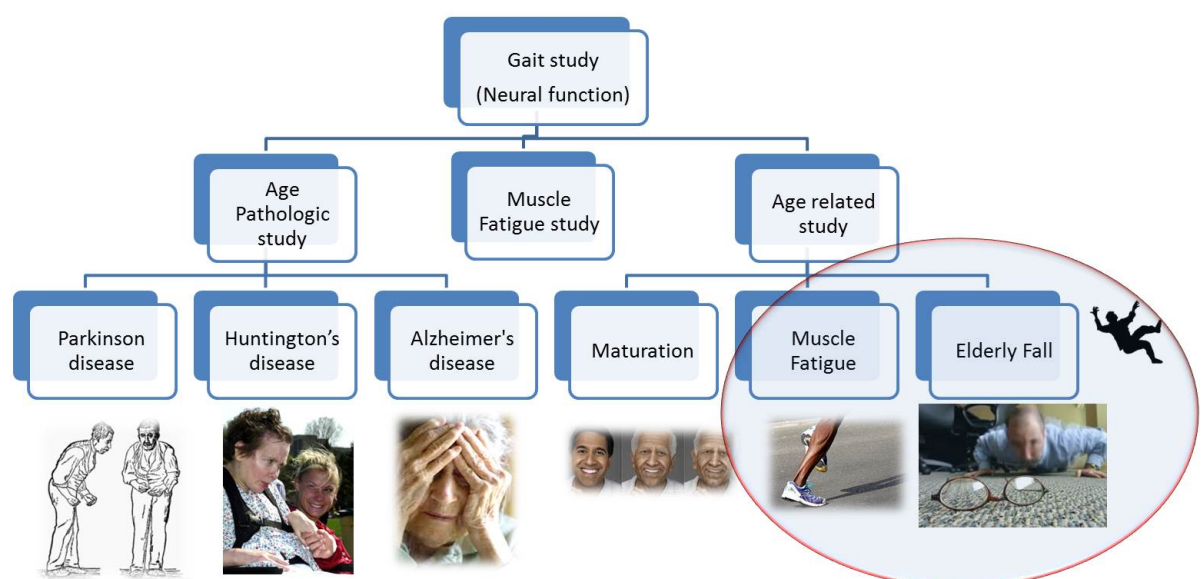 Gait study
(Neural function)
Age
Pathologic
study
Muscle
Fatigue study
Age related
study
Parkinson
disease
Huntington's
disease
Alzheimer's
disease
Maturation
Muscle
Fatigue
Elderly Fall